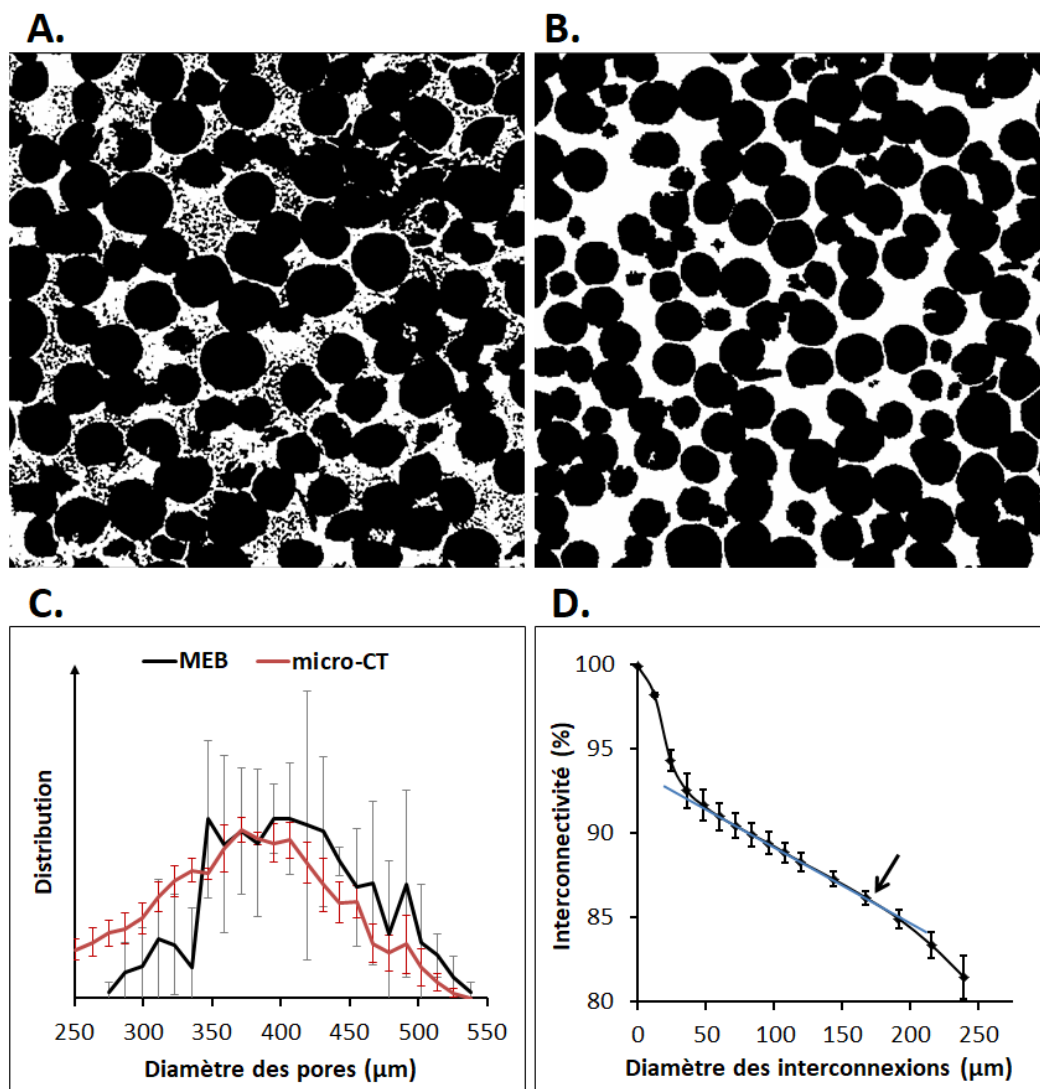 A.
B.
C.
MEB
micro-CT
Distribution
250
300
350
400
450
500
550
Diamètre des pores (µm)
D.
Interconnectivité (%)
100
95
90
85
80
0
50
100
150
200
250
Diamètre des interconnexions (µm)